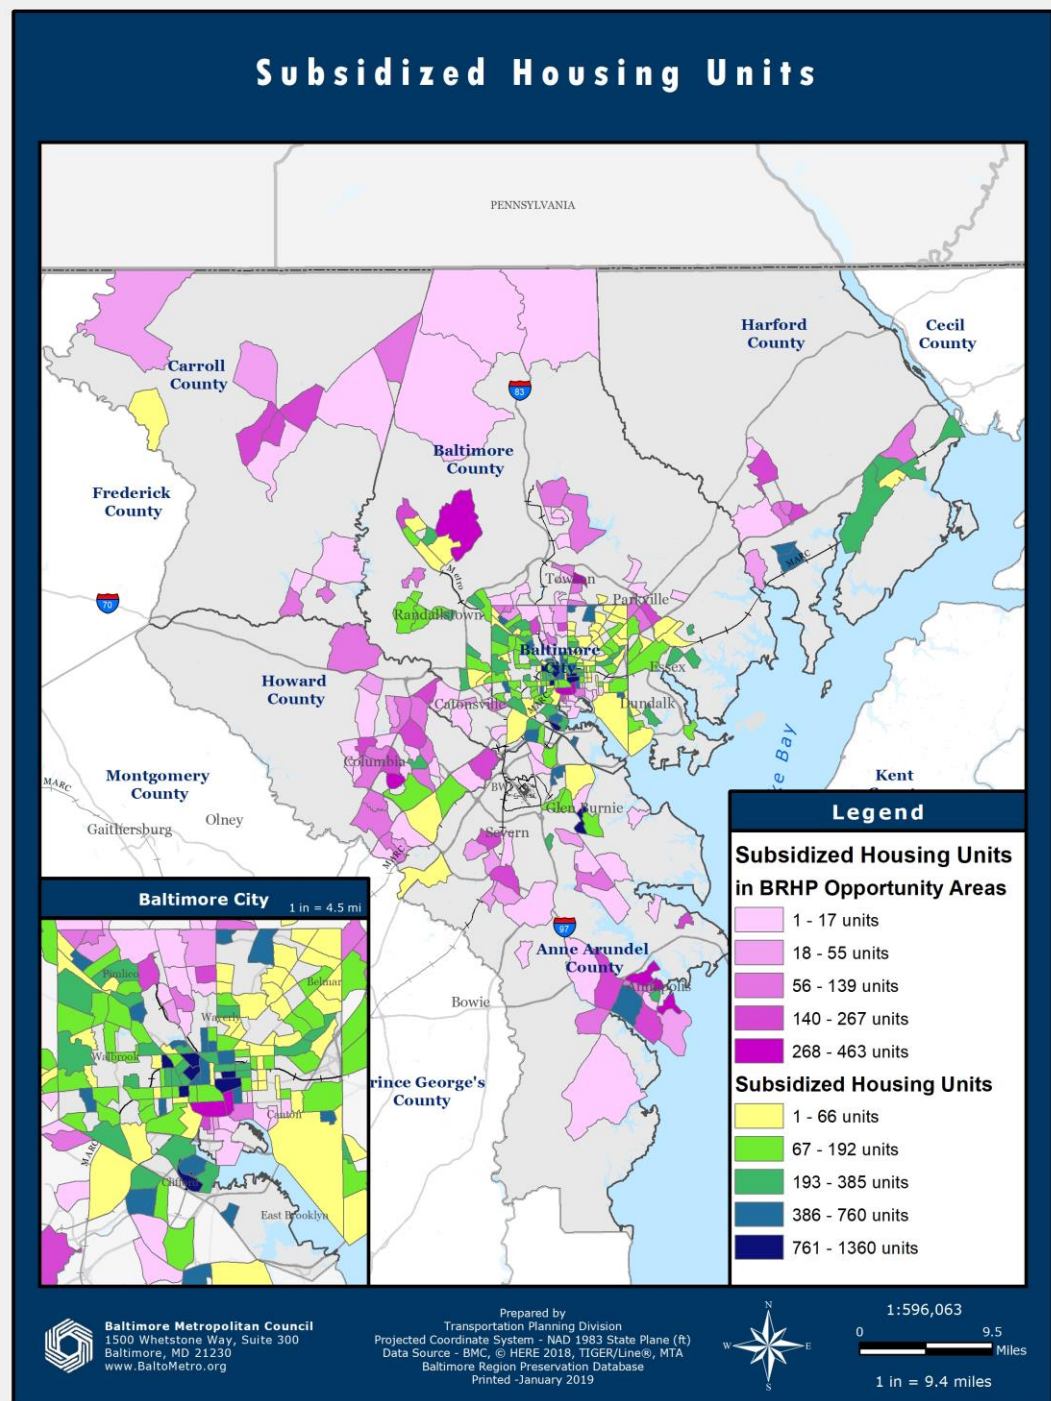 Subsidized Housing Units
PENNSYLVANIA
Harford
County
Cecil
County
Carroll
County
83
Baltimore
County
Frederick
County
MARC
70
Metro
Towson
Parkville
Randallstown
Baltimore
City
Essex
Howard
County
Catonsville
MARC
Dundalk
Columbia
Montgomery
County
MARC
Gaithersburg
Olney
Kent
Bay
BWI
Glen Burnie
Severn
MARC
97
Anne Arundel
County
Annapolis
Bowie
rince George's
County
Baltimore City
1 in = 4.5 mi
Pimlico
Belmar
Waverly
Walbrook
Canton
MARC
East Brooklyn
Legend
Subsidized Housing Units
in BRHP Opportunity Areas
1 - 17 units
18 - 55 units
56 - 139 units
140 - 267 units
268 - 463 units
Subsidized Housing Units
1 - 66 units
67 - 192 units
193 - 385 units
386 - 760 units
761 - 1360 units
Baltimore Metropolitan Council
1500 Whetstone Way, Suite 300
Baltimore, MD 21230
www.BaltoMetro.org
Prepared by
Transportation Planning Division
Projected Coordinate System - NAD 1983 State Plane (ft)
Data Source - BMC, © HERE 2018, TIGER/Line®, MTA
Baltimore Region Preservation Database
Printed -January 2019
N
W
E
S
1:596,063
0 9.5
Miles
1 in = 9.4 miles